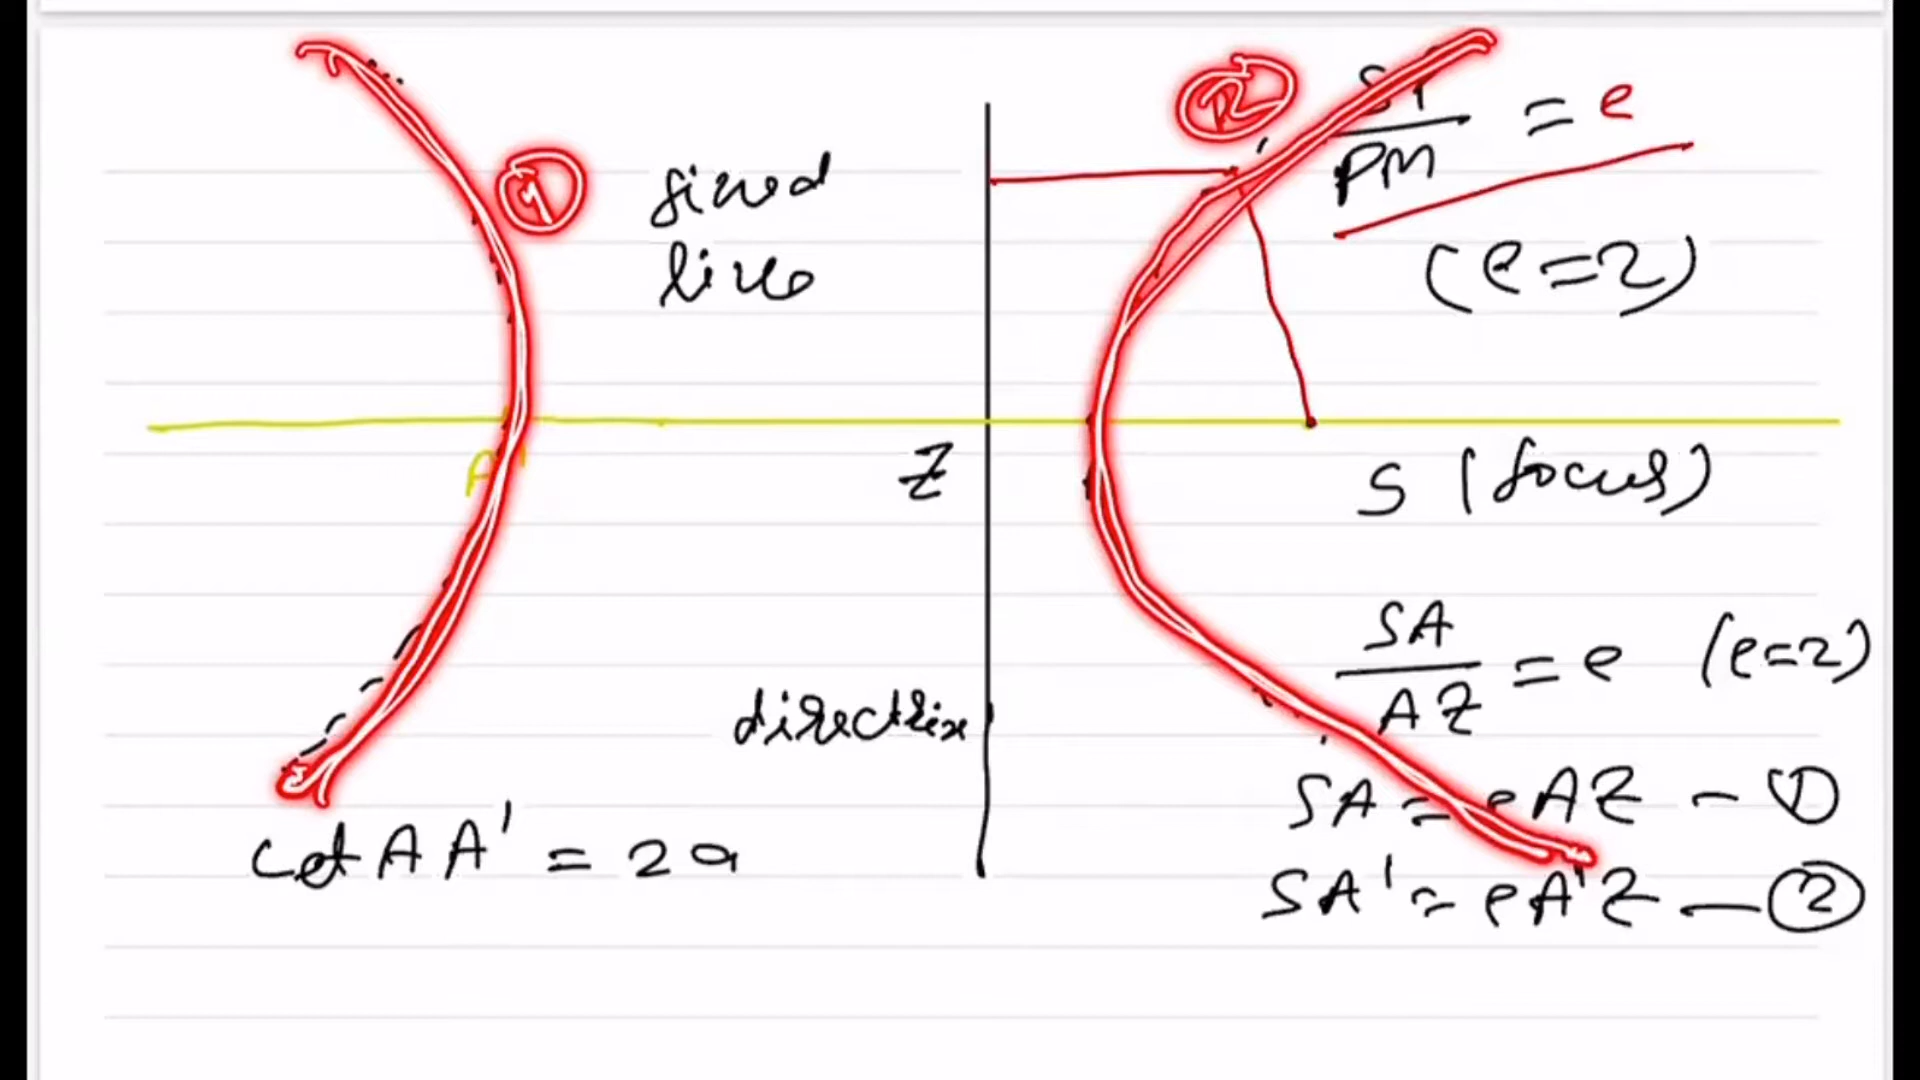 1
2
SP
PM = e
fixed
line
(e=2)
A'
Z
S (focus)
SA
AZ = e (e=2)
directrix
SA = eAZ - 1
Let AA' = 2a
SA' = eA'Z - 2